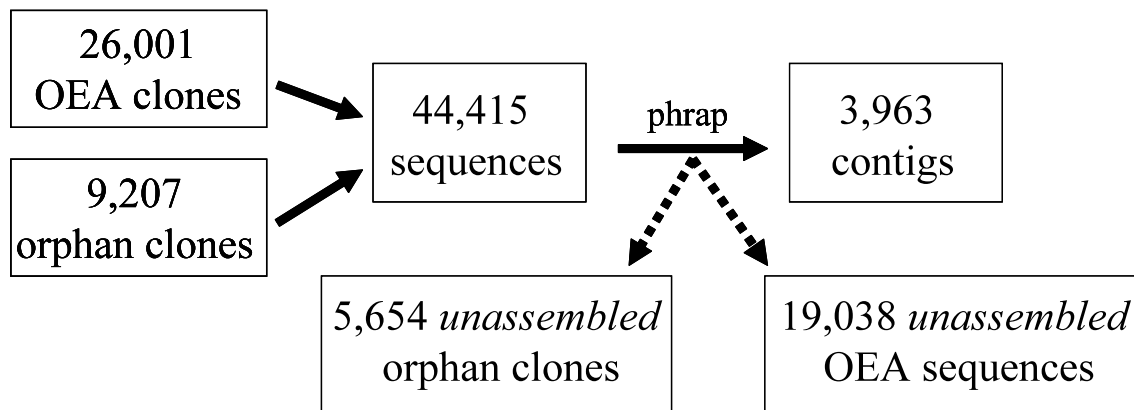 26,001
OEA clones
9,207
orphan clones
44,415
sequences
phrap
3,963
contigs
5,654 unassembled
orphan clones
19,038 unassembled
OEA sequences